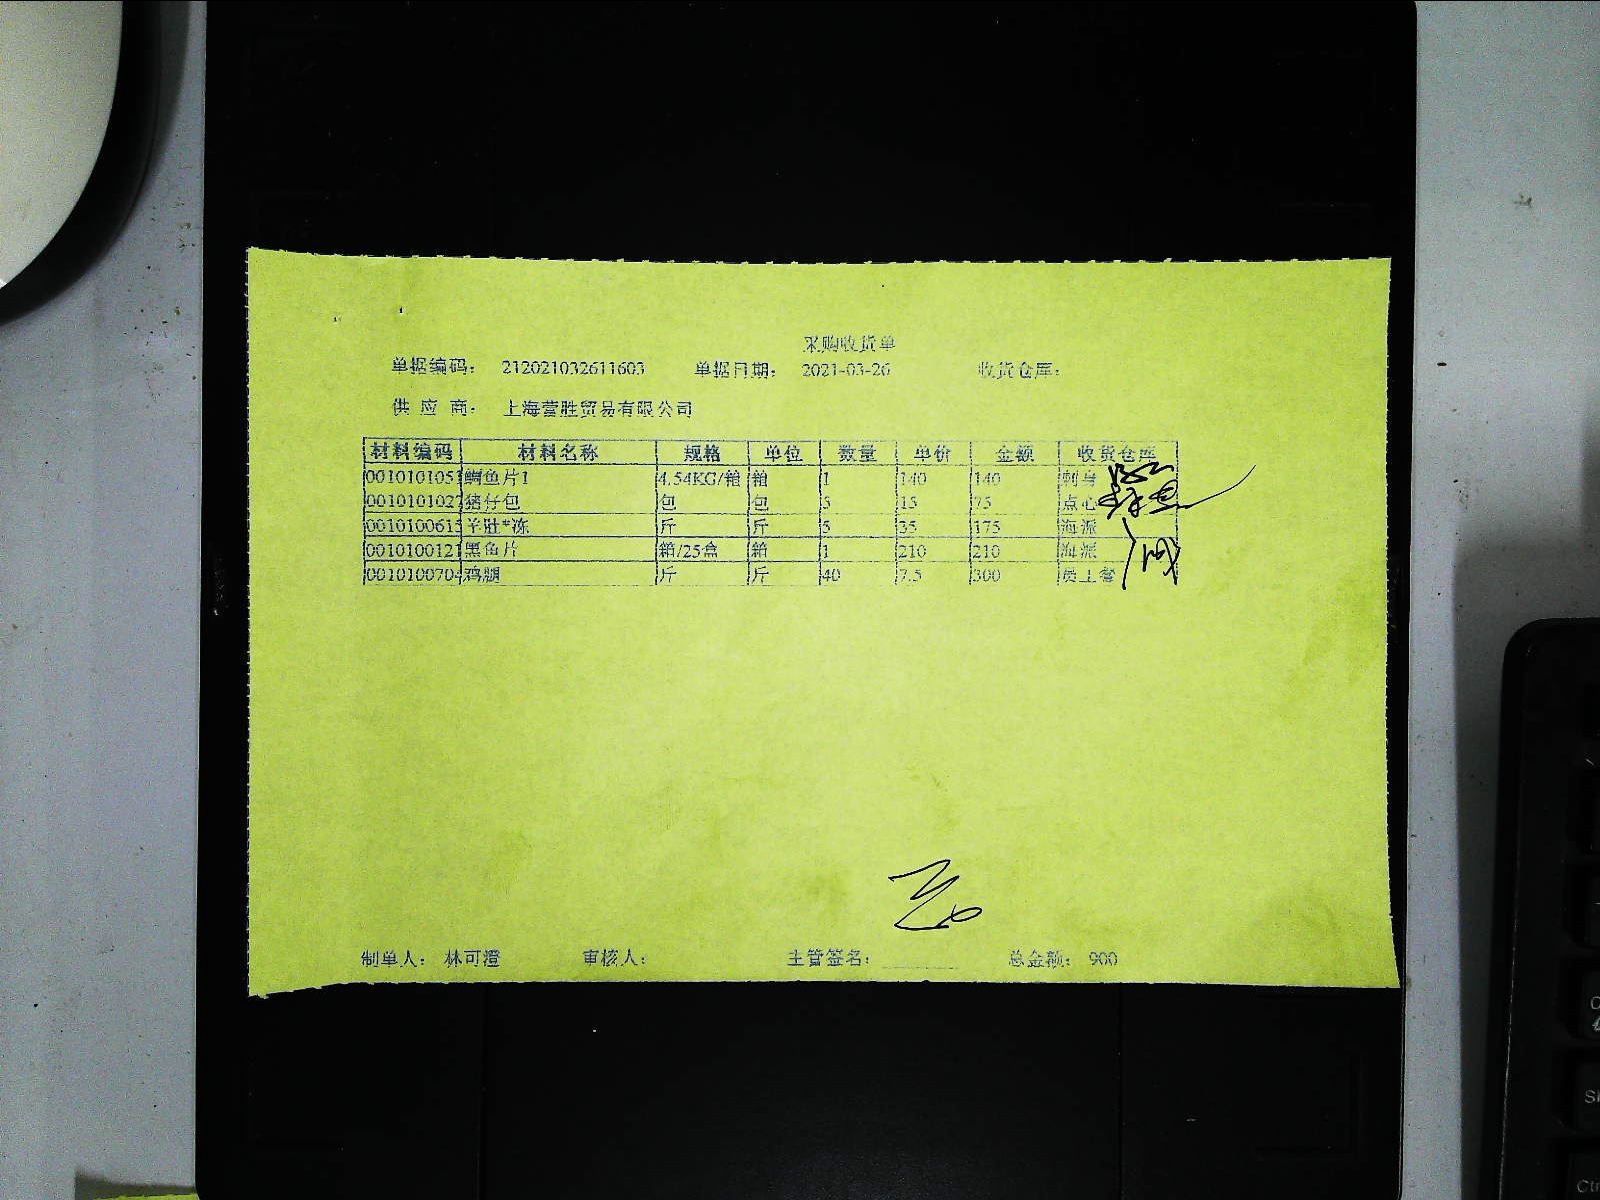 采购收货单
单据编码： 212021032611603 单据日期： 2021-03-26 收货仓库：
供 应 商： 上海营胜贸易有限公司
材料编码 材料名称 规格 单位 数量 单价 金额 收货仓库
0010101051 鲷鱼片1 4.54KG/箱 箱 1 140 140 刺身
0010101027 猪仔包 包 包 5 15 75 点心
0010100615 羊肚*冻 斤 斤 5 35 175 海派
0010100121 黑鱼片 箱/25盒 箱 1 210 210 海派
0010100704 鸡腿 斤 斤 40 7.5 300 员工餐
制单人： 林可澄 审核人： 主管签名： 总金额： 900